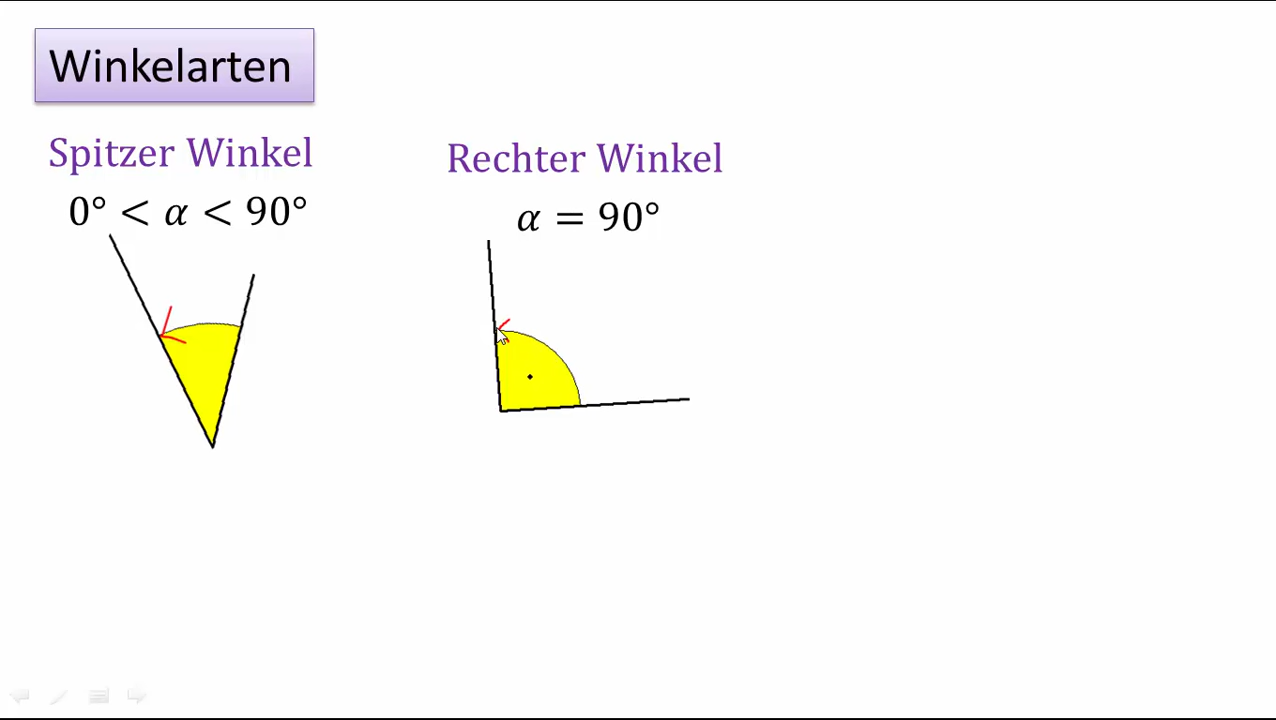 Winkelarten
Spitzer Winkel
0° < α < 90°
Rechter Winkel
α = 90°